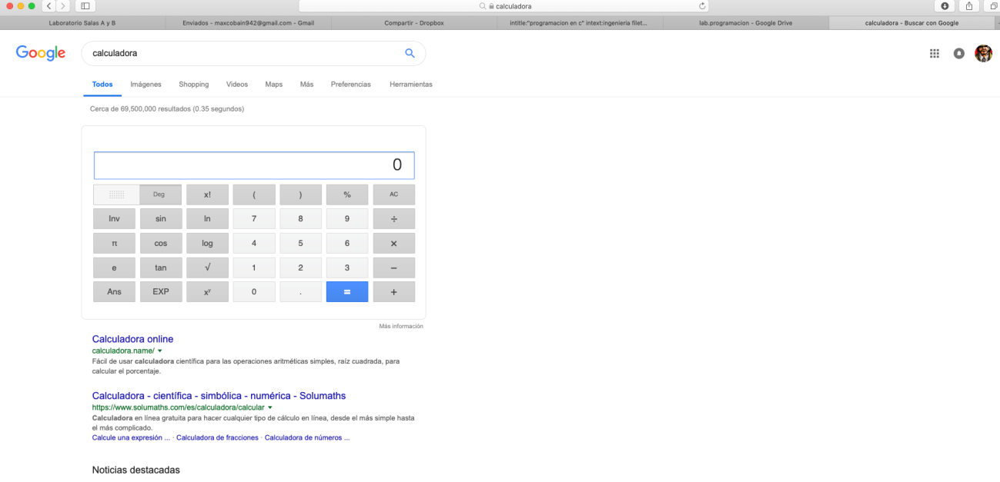 calculadora
Laboratorio Salas A y B
Enviados - maxcobain942@gmail.com - Gmail
Compartir - Dropbox
intitle:"programacion en c" intext:ingenieria filet...
lab.programacion - Google Drive
calculadora - Buscar con Google
Google
calculadora
Todos Imágenes Shopping Videos Maps Más Preferencias Herramientas
Cerca de 69,500,000 resultados (0.35 segundos)
0
Deg x! ( ) % AC
Inv sin ln 7 8 9 ÷
π cos log 4 5 6 ×
e tan √ 1 2 3 −
Ans EXP xʸ 0 . = +
Más información
Calculadora online
calculadora.name/
Fácil de usar calculadora científica para las operaciones aritméticas simples, raíz cuadrada, para
calcular el porcentaje.
Calculadora - científica - simbólica - numérica - Solumaths
https://www.solumaths.com/es/calculadora/calcular
Calculadora en línea gratuita para hacer cualquier tipo de cálculo en línea, desde el más simple hasta
el más complicado.
Calcule una expresión ... · Calculadora de fracciones · Calculadora de números ...
Noticias destacadas